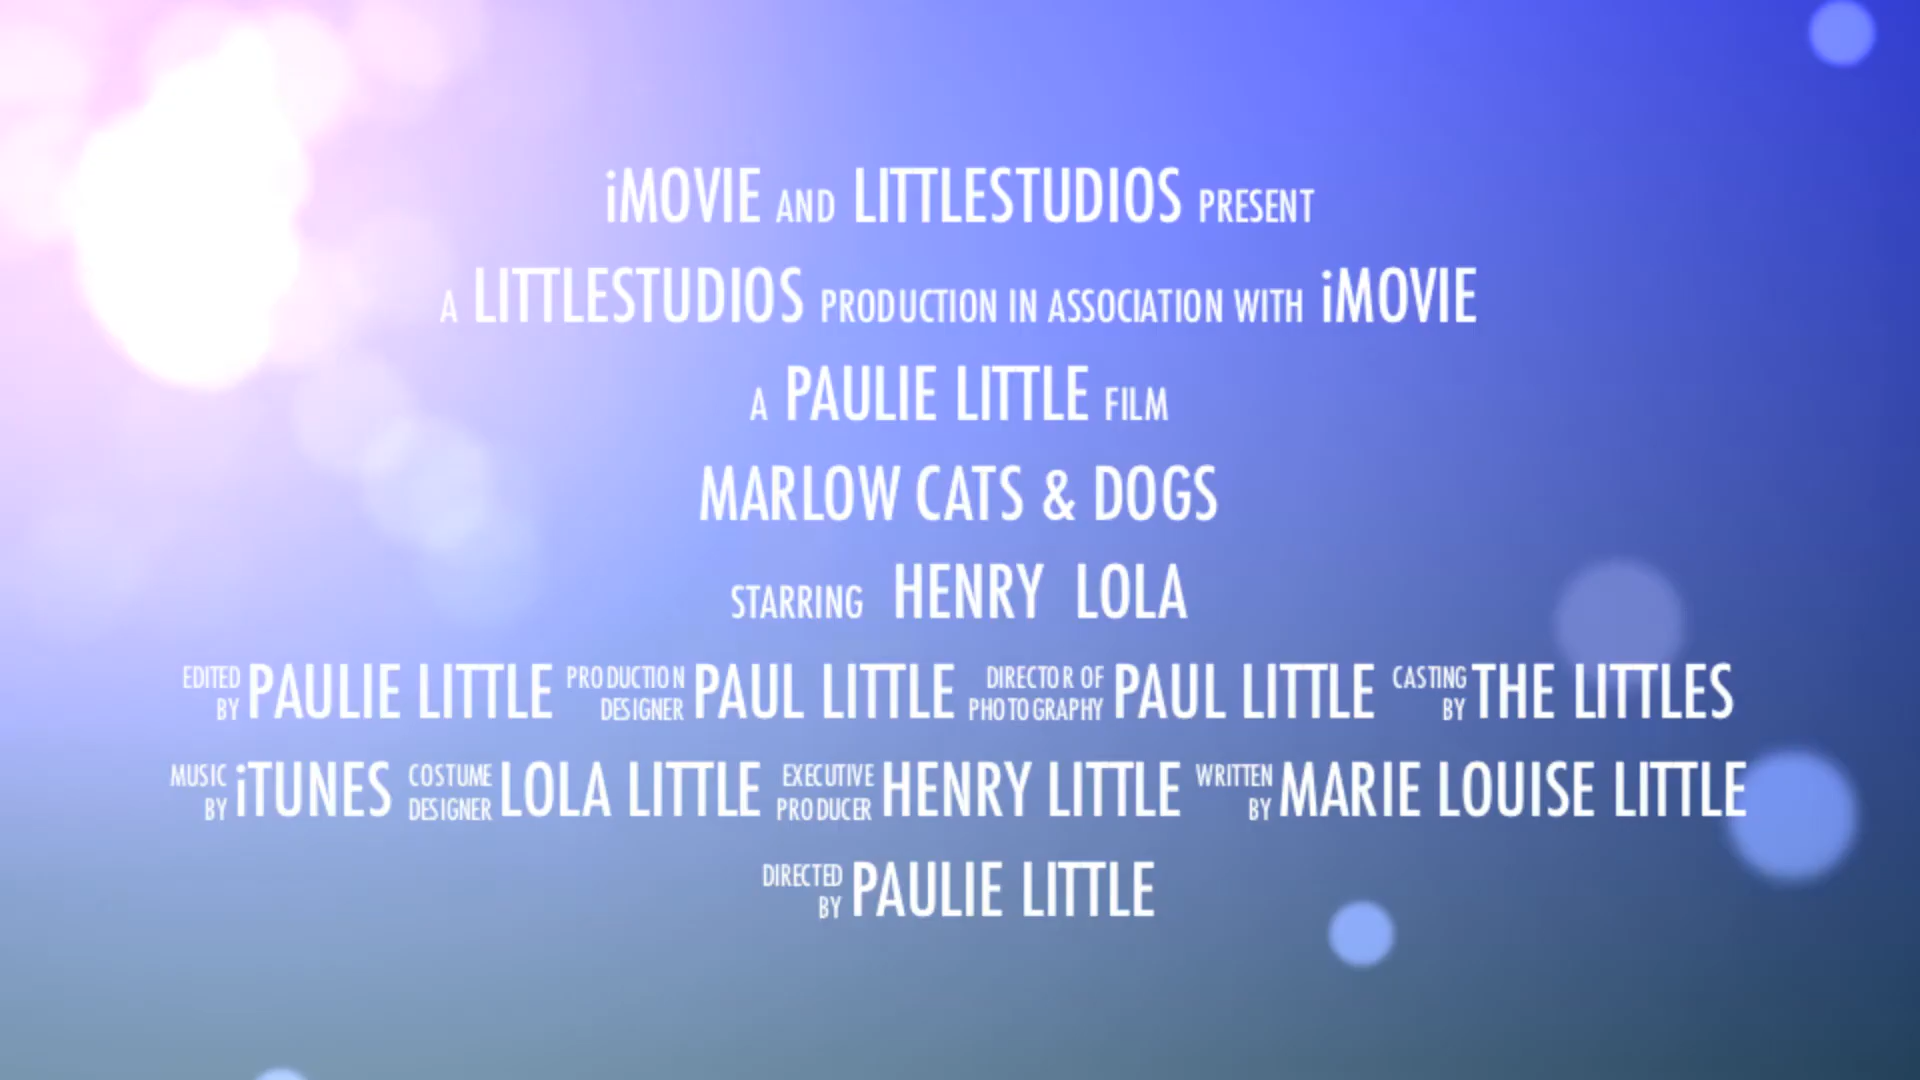 iMOVIE AND LITTLESTUDIOS PRESENT
A LITTLESTUDIOS PRODUCTION IN ASSOCIATION WITH iMOVIE
A PAULIE LITTLE FILM
MARLOW CATS & DOGS
STARRING HENRY LOLA
EDITED BY PAULIE LITTLE PRODUCTION DESIGNER PAUL LITTLE DIRECTOR OF PHOTOGRAPHY PAUL LITTLE CASTING BY THE LITTLES
MUSIC BY iTUNES COSTUME DESIGNER LOLA LITTLE EXECUTIVE PRODUCER HENRY LITTLE WRITTEN BY MARIE LOUISE LITTLE
DIRECTED BY PAULIE LITTLE